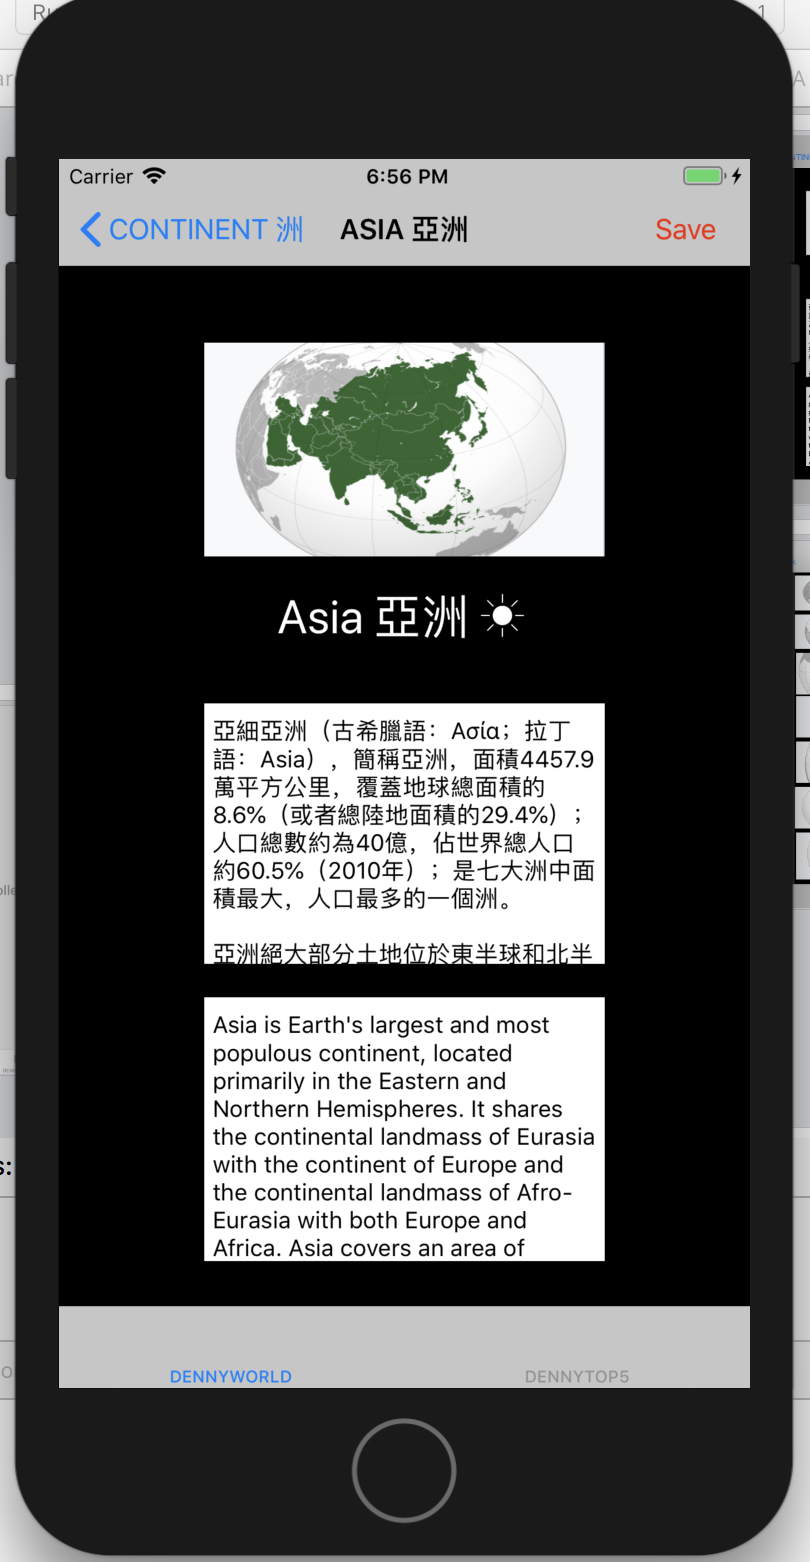 Carrier 6:56 PM
CONTINENT 洲 ASIA 亞洲 Save
Asia 亞洲 ☀
亞細亞洲（古希臘語：Ασία；拉丁
語：Asia），簡稱亞洲，面積4457.9
萬平方公里，覆蓋地球總面積的
8.6%（或者總陸地面積的29.4%）；
人口總數約為40億，佔世界總人口
約60.5%（2010年）；是七大洲中面
積最大，人口最多的一個洲。
亞洲絕大部分土地位於東半球和北半
Asia is Earth's largest and most
populous continent, located
primarily in the Eastern and
Northern Hemispheres. It shares
the continental landmass of Eurasia
with the continent of Europe and
the continental landmass of Afro-
Eurasia with both Europe and
Africa. Asia covers an area of
DENNYWORLD DENNYTOP5